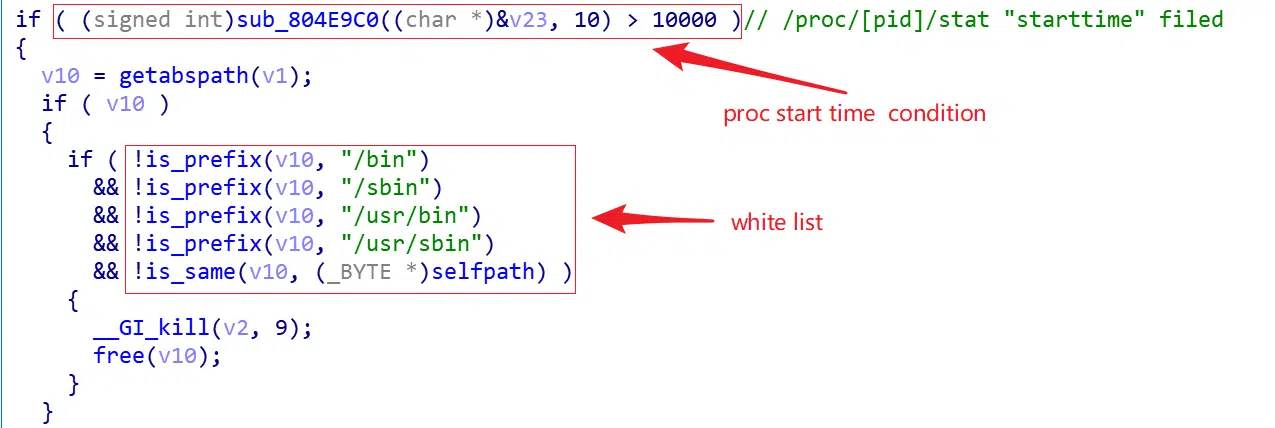 if ( (signed int)sub_804E9C0((char *)&v23, 10) > 10000 )// /proc/[pid]/stat "starttime" filed
{
v10 = getabspath(v1);
if ( v10 )
proc start time condition
{
if ( !is_prefix(v10, "/bin")
&& !is_prefix(v10, "/sbin")
&& !is_prefix(v10, "/usr/bin")
white list
&& !is_prefix(v10, "/usr/sbin")
&& !is_same(v10, (_BYTE *)selfpath) )
{
__GI_kill(v2, 9);
free(v10);
}
}